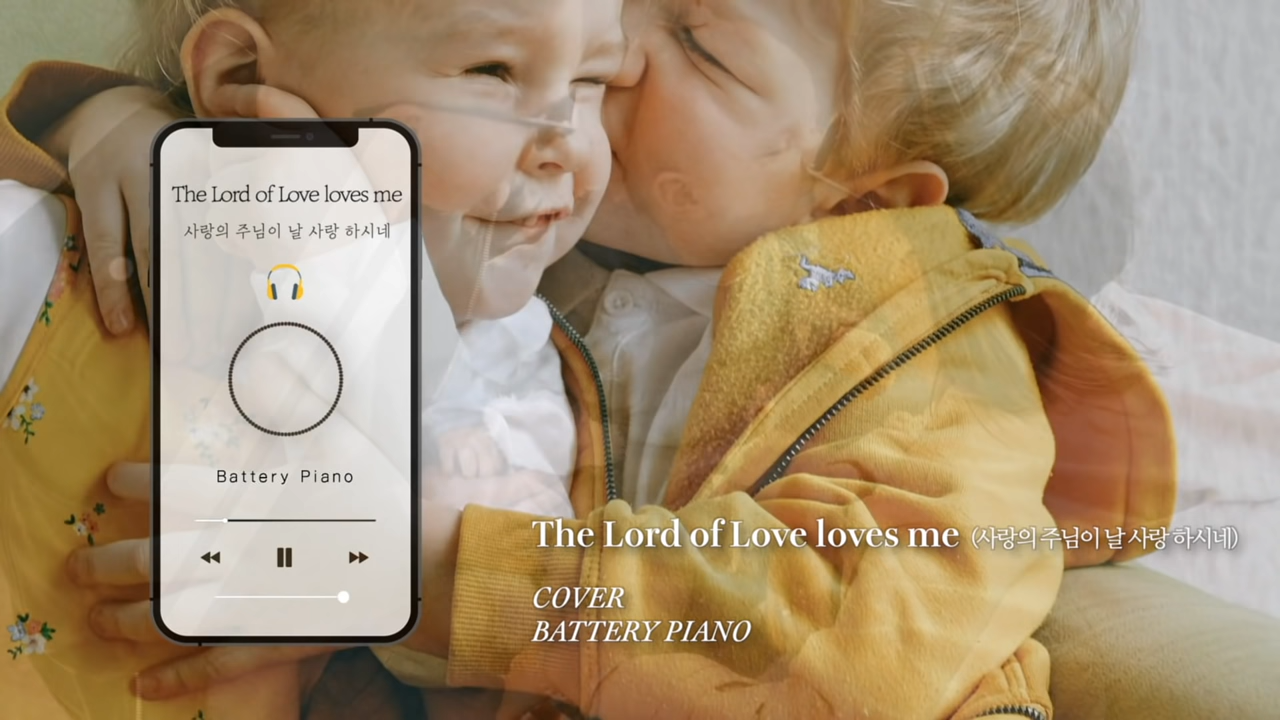 The Lord of Love loves me
사랑의 주님이 날 사랑 하시네
Battery Piano
The Lord of Love loves me (사랑의 주님이 날 사랑 하시네)
COVER
BATTERY PIANO